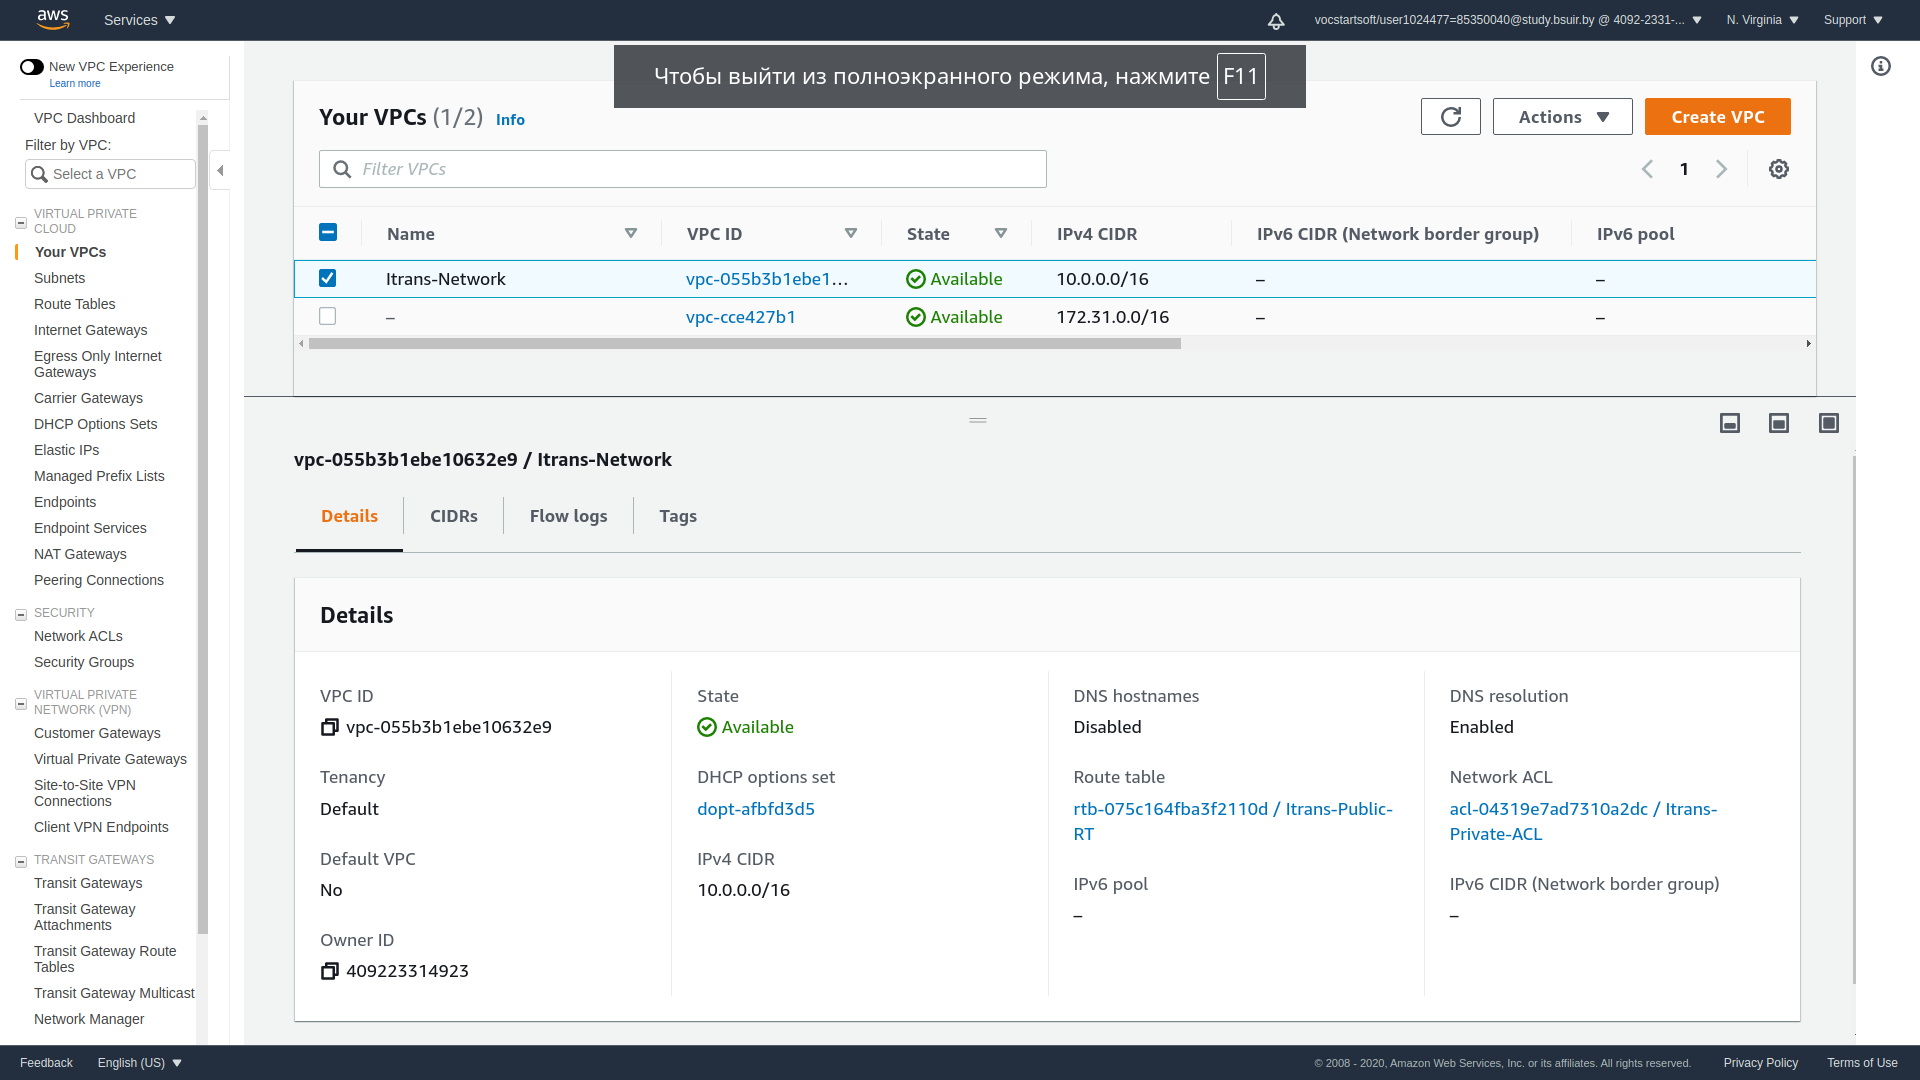 aws
Services
vocstartsoft/user1024477=85350040@study.bsuir.by @ 4092-2331-...
N. Virginia
Support
Чтобы выйти из полноэкранного режима, нажмите F11
New VPC Experience
Learn more
VPC Dashboard
Filter by VPC:
Select a VPC
VIRTUAL PRIVATE
CLOUD
Your VPCs
Subnets
Route Tables
Internet Gateways
Egress Only Internet
Gateways
Carrier Gateways
DHCP Options Sets
Elastic IPs
Managed Prefix Lists
Endpoints
Endpoint Services
NAT Gateways
Peering Connections
SECURITY
Network ACLs
Security Groups
VIRTUAL PRIVATE
NETWORK (VPN)
Customer Gateways
Virtual Private Gateways
Site-to-Site VPN
Connections
Client VPN Endpoints
TRANSIT GATEWAYS
Transit Gateways
Transit Gateway
Attachments
Transit Gateway Route
Tables
Transit Gateway Multicast
Network Manager
Your VPCs (1/2) Info
Actions
Create VPC
Filter VPCs
1
Name VPC ID State IPv4 CIDR IPv6 CIDR (Network border group) IPv6 pool
Itrans-Network vpc-055b3b1ebe1... Available 10.0.0.0/16 – –
– vpc-cce427b1 Available 172.31.0.0/16 – –
vpc-055b3b1ebe10632e9 / Itrans-Network
Details CIDRs Flow logs Tags
Details
VPC ID
vpc-055b3b1ebe10632e9
Tenancy
Default
Default VPC
No
Owner ID
409223314923
State
Available
DHCP options set
dopt-afbfd3d5
IPv4 CIDR
10.0.0.0/16
DNS hostnames
Disabled
Route table
rtb-075c164fba3f2110d / Itrans-Public-
RT
IPv6 pool
–
DNS resolution
Enabled
Network ACL
acl-04319e7ad7310a2dc / Itrans-
Private-ACL
IPv6 CIDR (Network border group)
–
Feedback
English (US)
© 2008 - 2020, Amazon Web Services, Inc. or its affiliates. All rights reserved.
Privacy Policy
Terms of Use